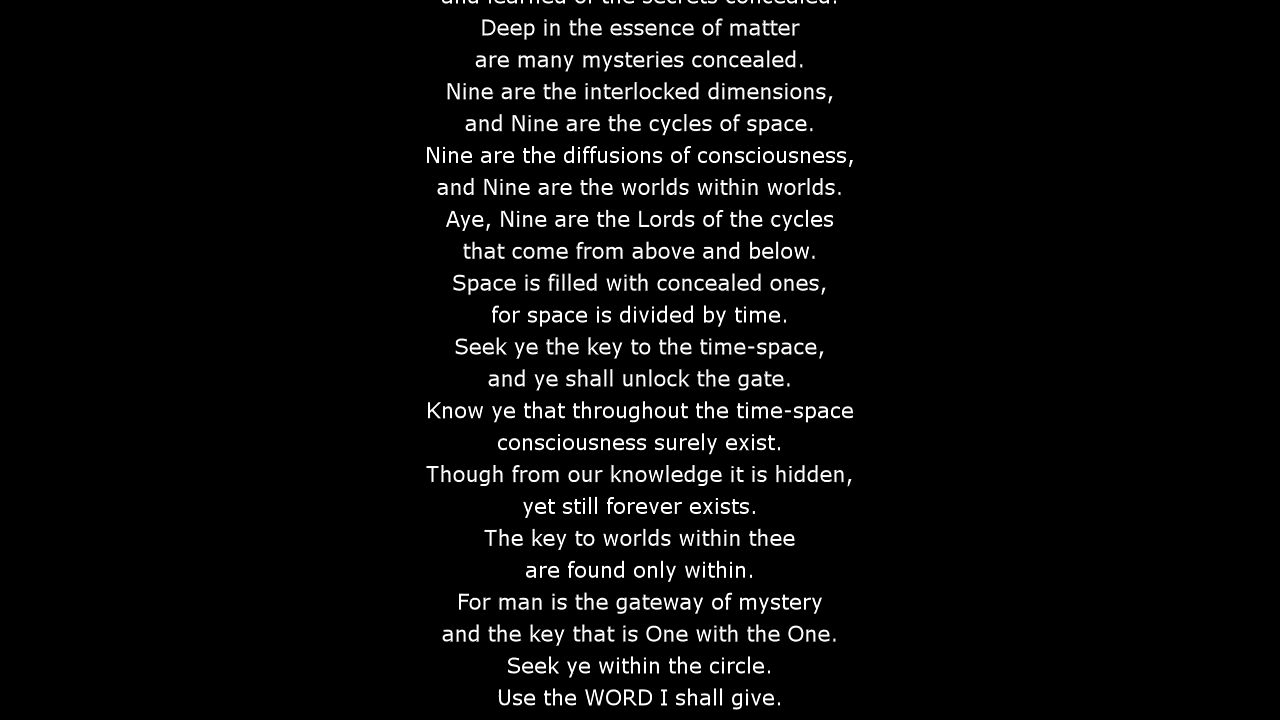 and learned of the secrets concealed.
Deep in the essence of matter
are many mysteries concealed.
Nine are the interlocked dimensions,
and Nine are the cycles of space.
Nine are the diffusions of consciousness,
and Nine are the worlds within worlds.
Aye, Nine are the Lords of the cycles
that come from above and below.
Space is filled with concealed ones,
for space is divided by time.
Seek ye the key to the time-space,
and ye shall unlock the gate.
Know ye that throughout the time-space
consciousness surely exist.
Though from our knowledge it is hidden,
yet still forever exists.
The key to worlds within thee
are found only within.
For man is the gateway of mystery
and the key that is One with the One.
Seek ye within the circle.
Use the WORD I shall give.